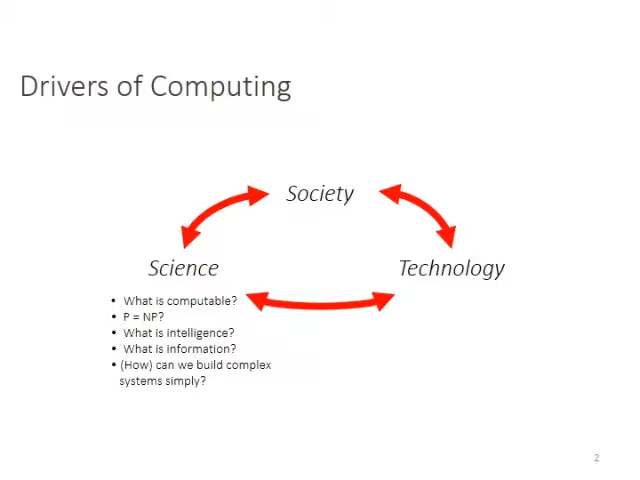 Drivers of Computing
Society
Science
Technology
• What is computable?
• P = NP?
• What is intelligence?
• What is information?
• (How) can we build complex
systems simply?
2